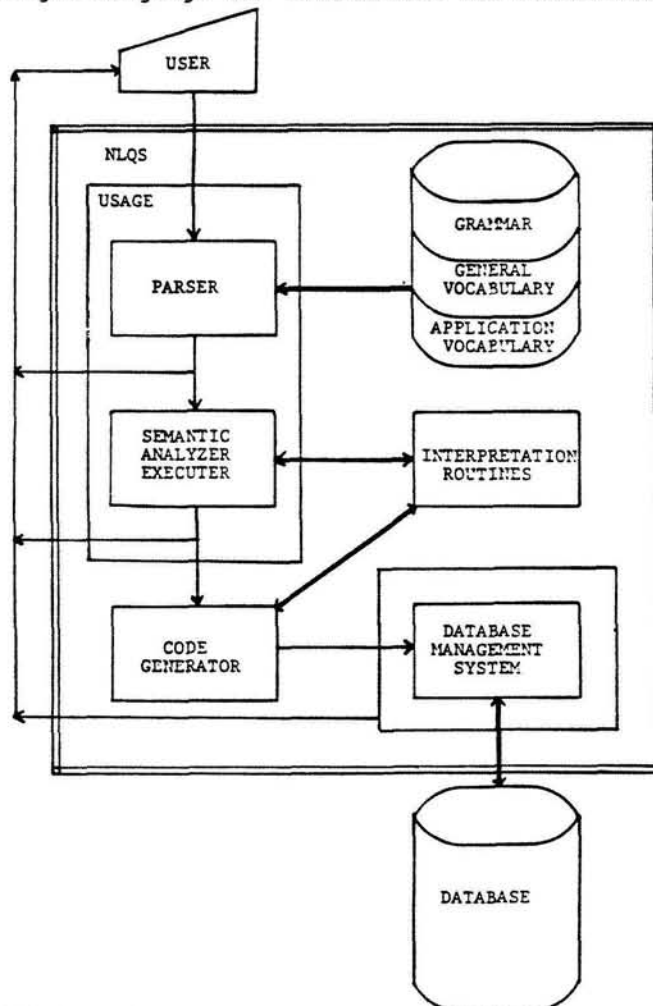 USER
NLQS
USAGE
PARSER
GRAMMAR
GENERAL
VOCABULARY
APPLICATION
VOCABULARY
SEMANTIC
ANALYZER
EXECUTER
INTERPRETATION
ROUTINES
CODE
GENERATOR
DATABASE
MANAGEMENT
SYSTEM
DATABASE